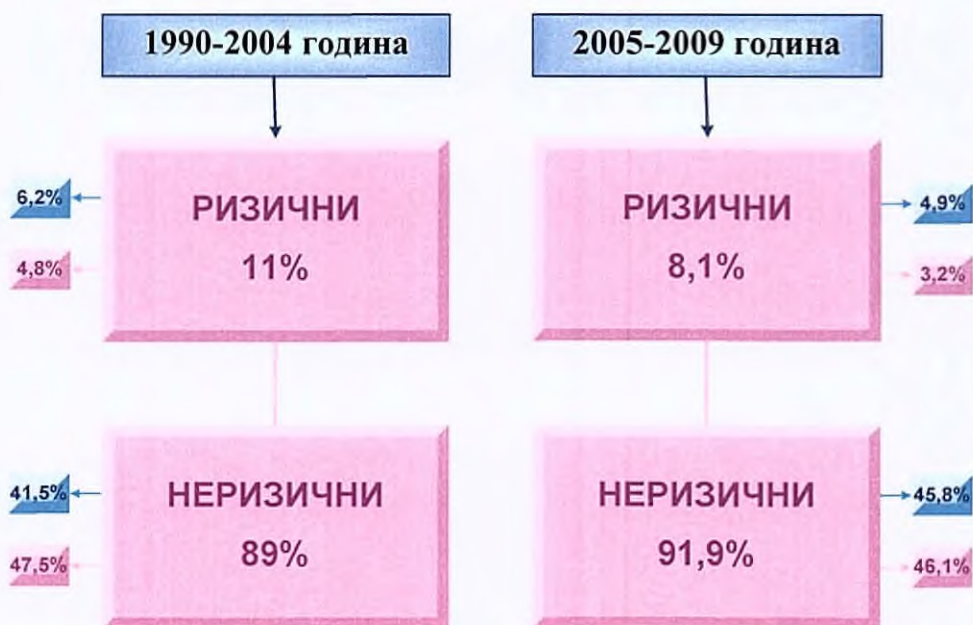 1990-2004 година
2005-2009 година
6,2%
4,8%
РИЗИЧНИ
11%
РИЗИЧНИ
8,1%
4,9%
3,2%
41,5%
47,5%
НЕРИЗИЧНИ
89%
НЕРИЗИЧНИ
91,9%
45,8%
46,1%